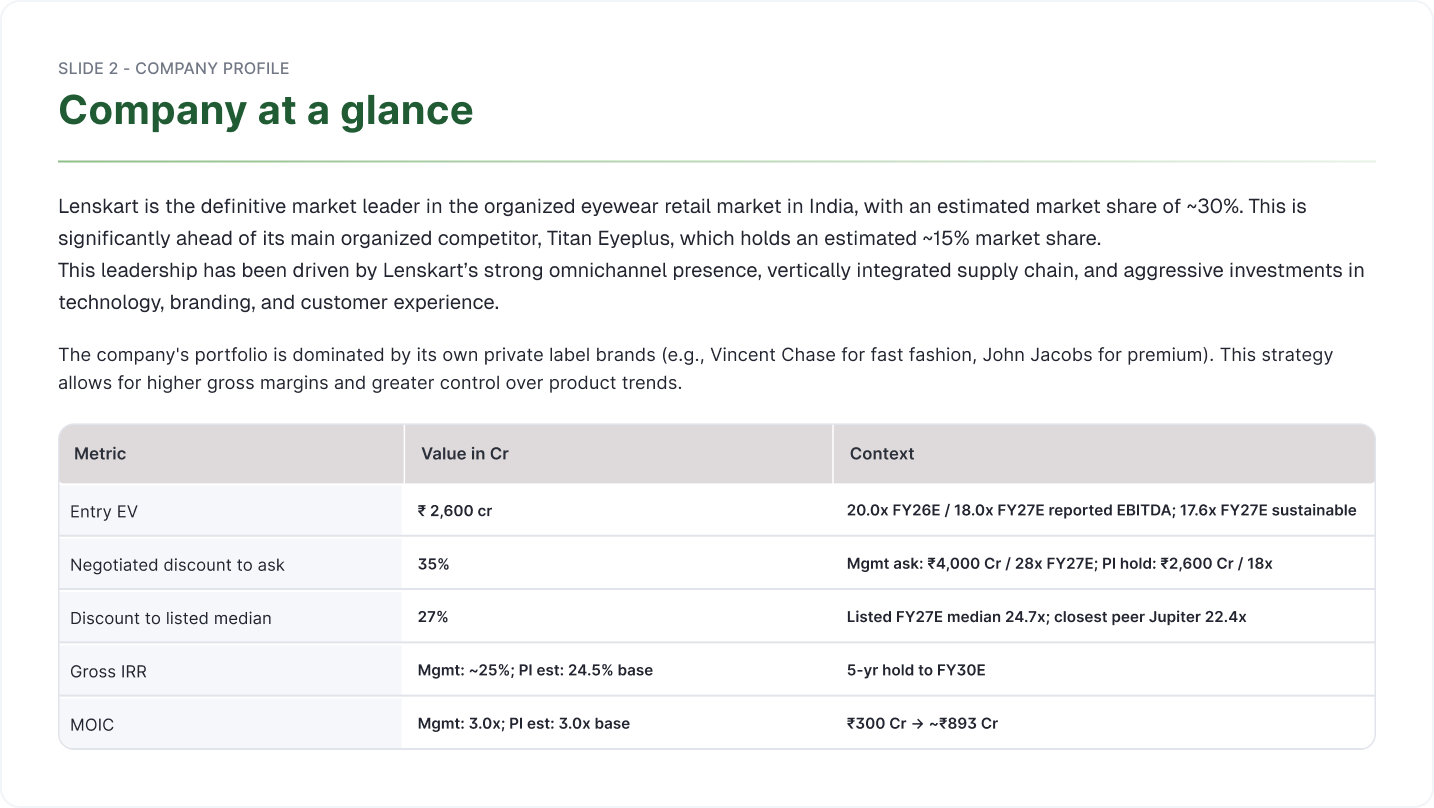 SLIDE 2 - COMPANY PROFILE
Company at a glance
Lenskart is the definitive market leader in the organized eyewear retail market in India, with an estimated market share of ~30%. This is
significantly ahead of its main organized competitor, Titan Eyeplus, which holds an estimated ~15% market share.
This leadership has been driven by Lenskart’s strong omnichannel presence, vertically integrated supply chain, and aggressive investments in
technology, branding, and customer experience.
The company's portfolio is dominated by its own private label brands (e.g., Vincent Chase for fast fashion, John Jacobs for premium). This strategy
allows for higher gross margins and greater control over product trends.
Metric Value in Cr Context
Entry EV ₹ 2,600 cr 20.0x FY26E / 18.0x FY27E reported EBITDA; 17.6x FY27E sustainable
Negotiated discount to ask 35% Mgmt ask: ₹4,000 Cr / 28x FY27E; PI hold: ₹2,600 Cr / 18x
Discount to listed median 27% Listed FY27E median 24.7x; closest peer Jupiter 22.4x
Gross IRR Mgmt: ~25%; PI est: 24.5% base 5-yr hold to FY30E
MOIC Mgmt: 3.0x; PI est: 3.0x base ₹300 Cr → ~₹893 Cr